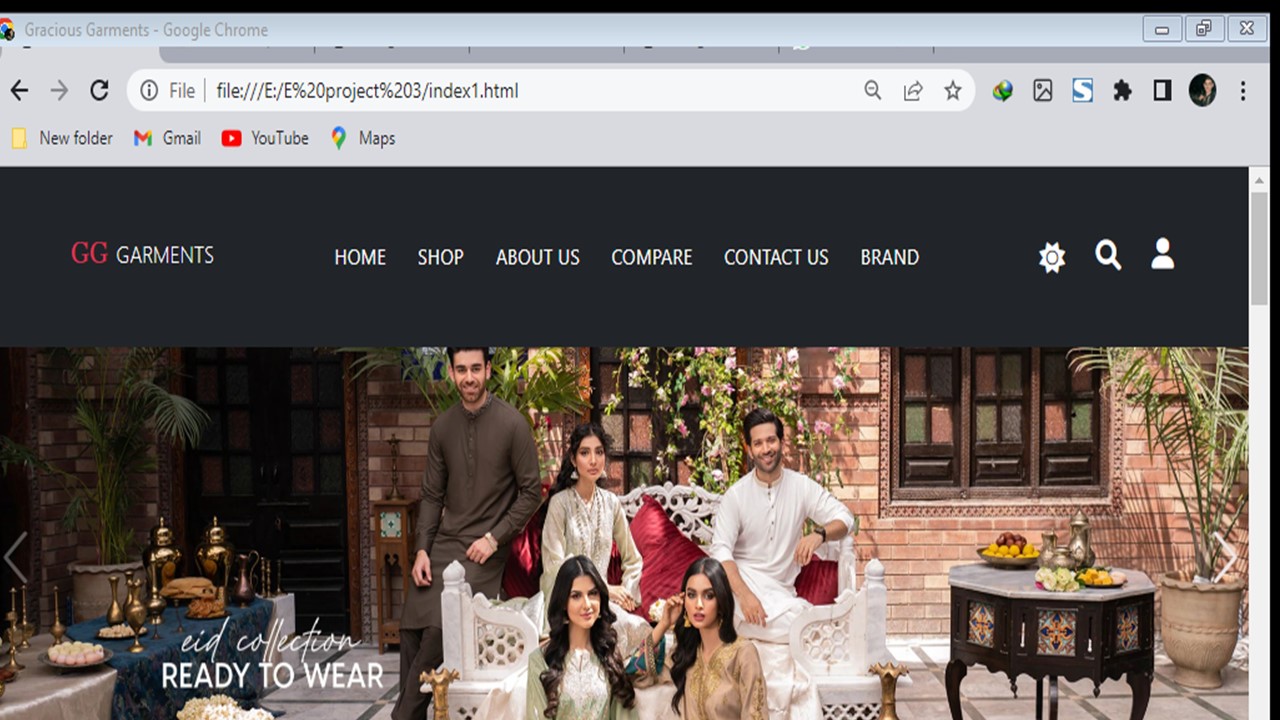 Gracious Garments - Google Chrome
File file:///E:/E%20project%203/index1.html
New folder Gmail YouTube Maps
GG GARMENTS HOME SHOP ABOUT US COMPARE CONTACT US BRAND
eid collection
READY TO WEAR